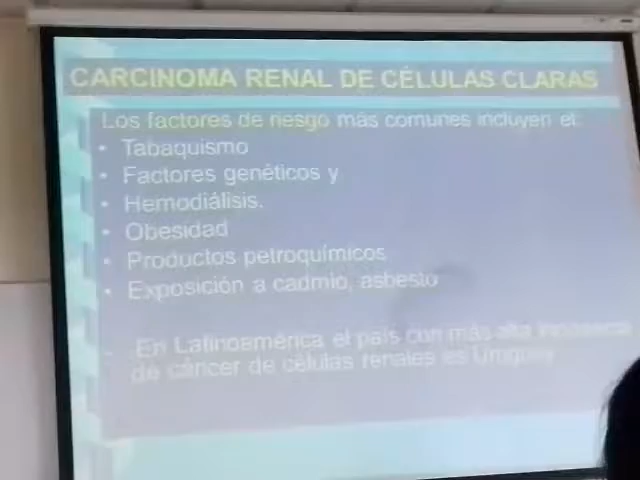 CARCINOMA RENAL DE CÉLULAS CLARAS
Los factores de riesgo más comunes incluyen el:
• Tabaquismo
• Factores genéticos y
• Hemodiálisis.
• Obesidad
• Productos petroquímicos
• Exposición a cadmio, asbesto
En Latinoamérica el país con más alta incidencia
de cáncer de células renales es Uruguay